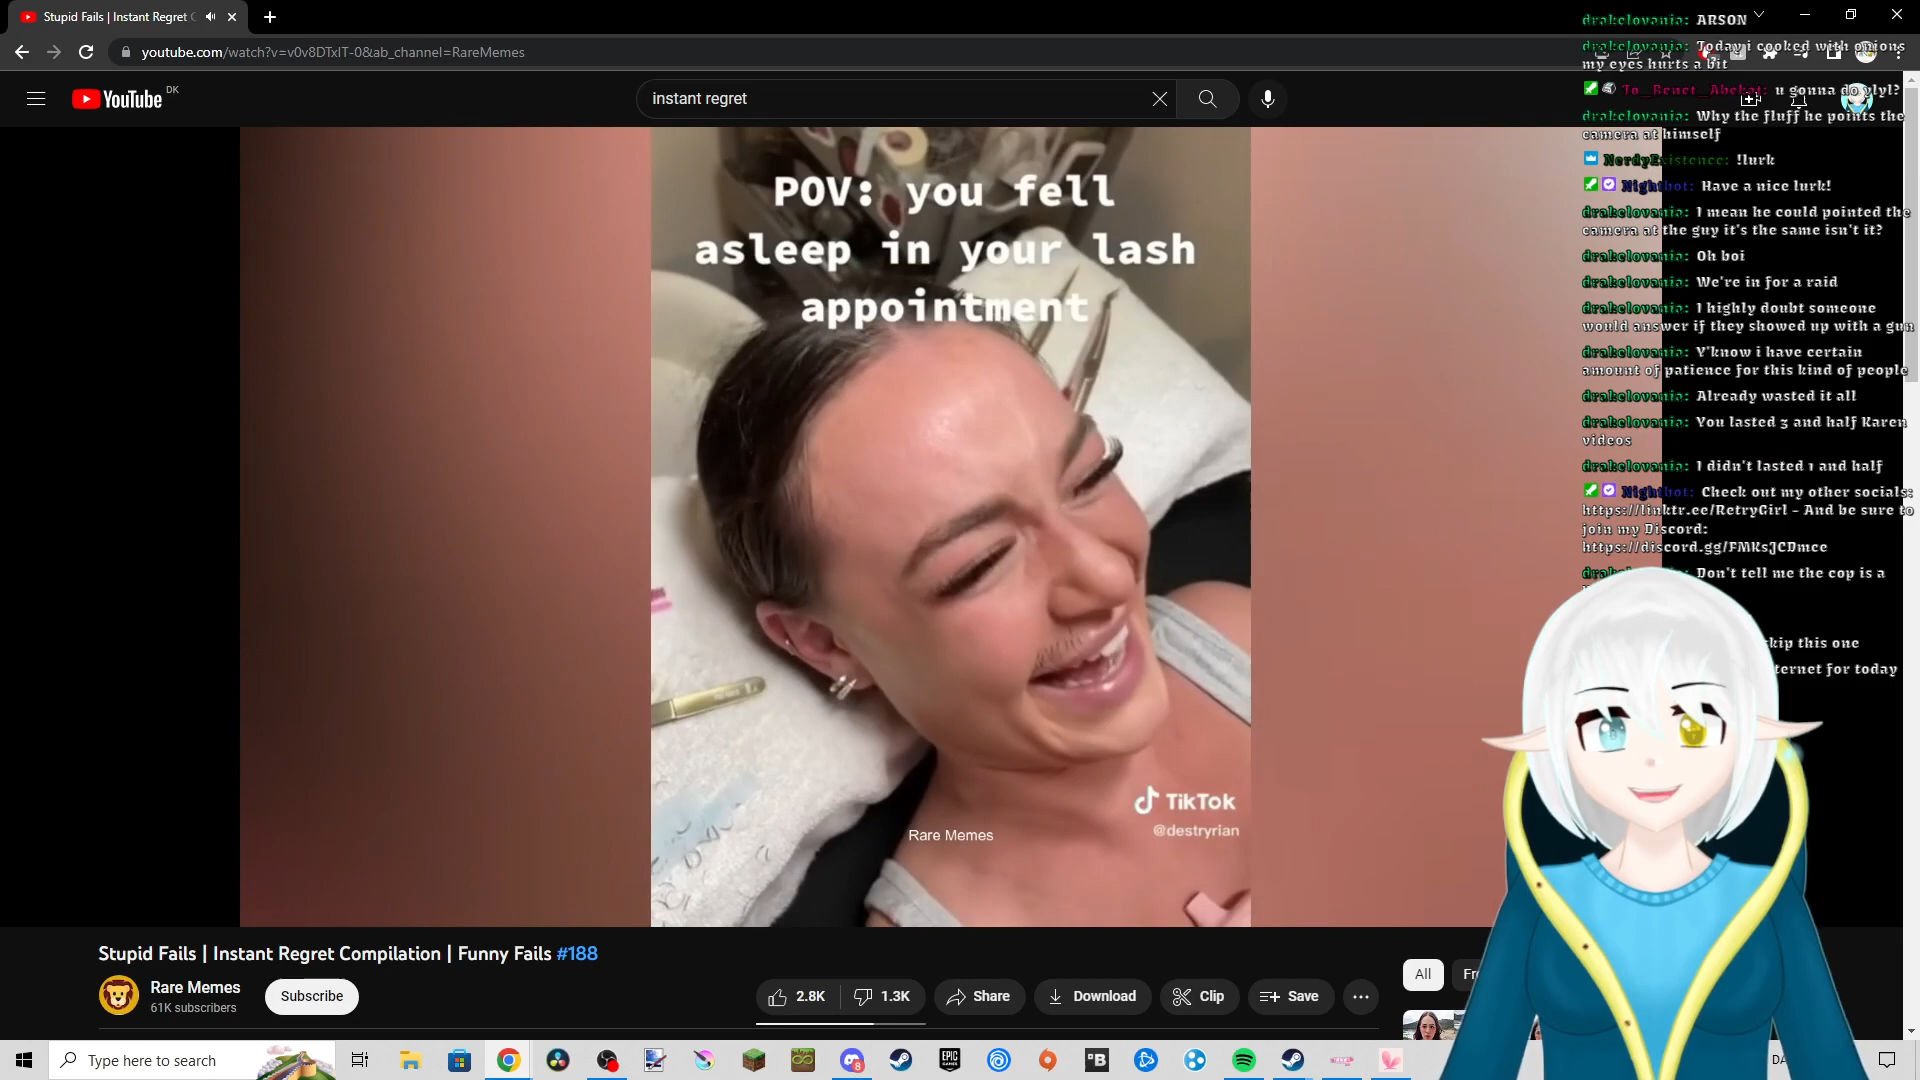 Stupid Fails | Instant Regret C
youtube.com/watch?v=v0v8DTxIT-0&ab_channel=RareMemes
YouTube DK
instant regret
POV: you fell
asleep in your lash
appointment
TikTok
@destryrian
Rare Memes
drakelovania: ARSON
drakelovania: Today i cooked with onions
my eyes hurts a bit
u gonna do ylyl?
drakelovania: Why the fluff he points the
camera at himself
NerdyExistence: !lurk
Nightbot: Have a nice lurk!
drakelovania: I mean he could pointed the
camera at the guy it's the same isn't it?
drakelovania: Oh boi
drakelovania: We're in for a raid
drakelovania: I highly doubt someone
would answer if they showed up with a gun
drakelovania: Y'know i have certain
amount of patience for this kind of people
drakelovania: Already wasted it all
drakelovania: You lasted 3 and half Karen
videos
drakelovania: I didn't lasted 1 and half
Nightbot: Check out my other socials:
https://linktr.ee/RetryGirl - And be sure to
join my Discord:
https://discord.gg/FMKsJCDmce
Don't tell me the cop is a
skip this one
ternet for today
Stupid Fails | Instant Regret Compilation | Funny Fails #188
Rare Memes
61K subscribers
Subscribe
2.8K
1.3K
Share
Download
Clip
Save
All
Type here to search
EPIC
GAMES
8
DA